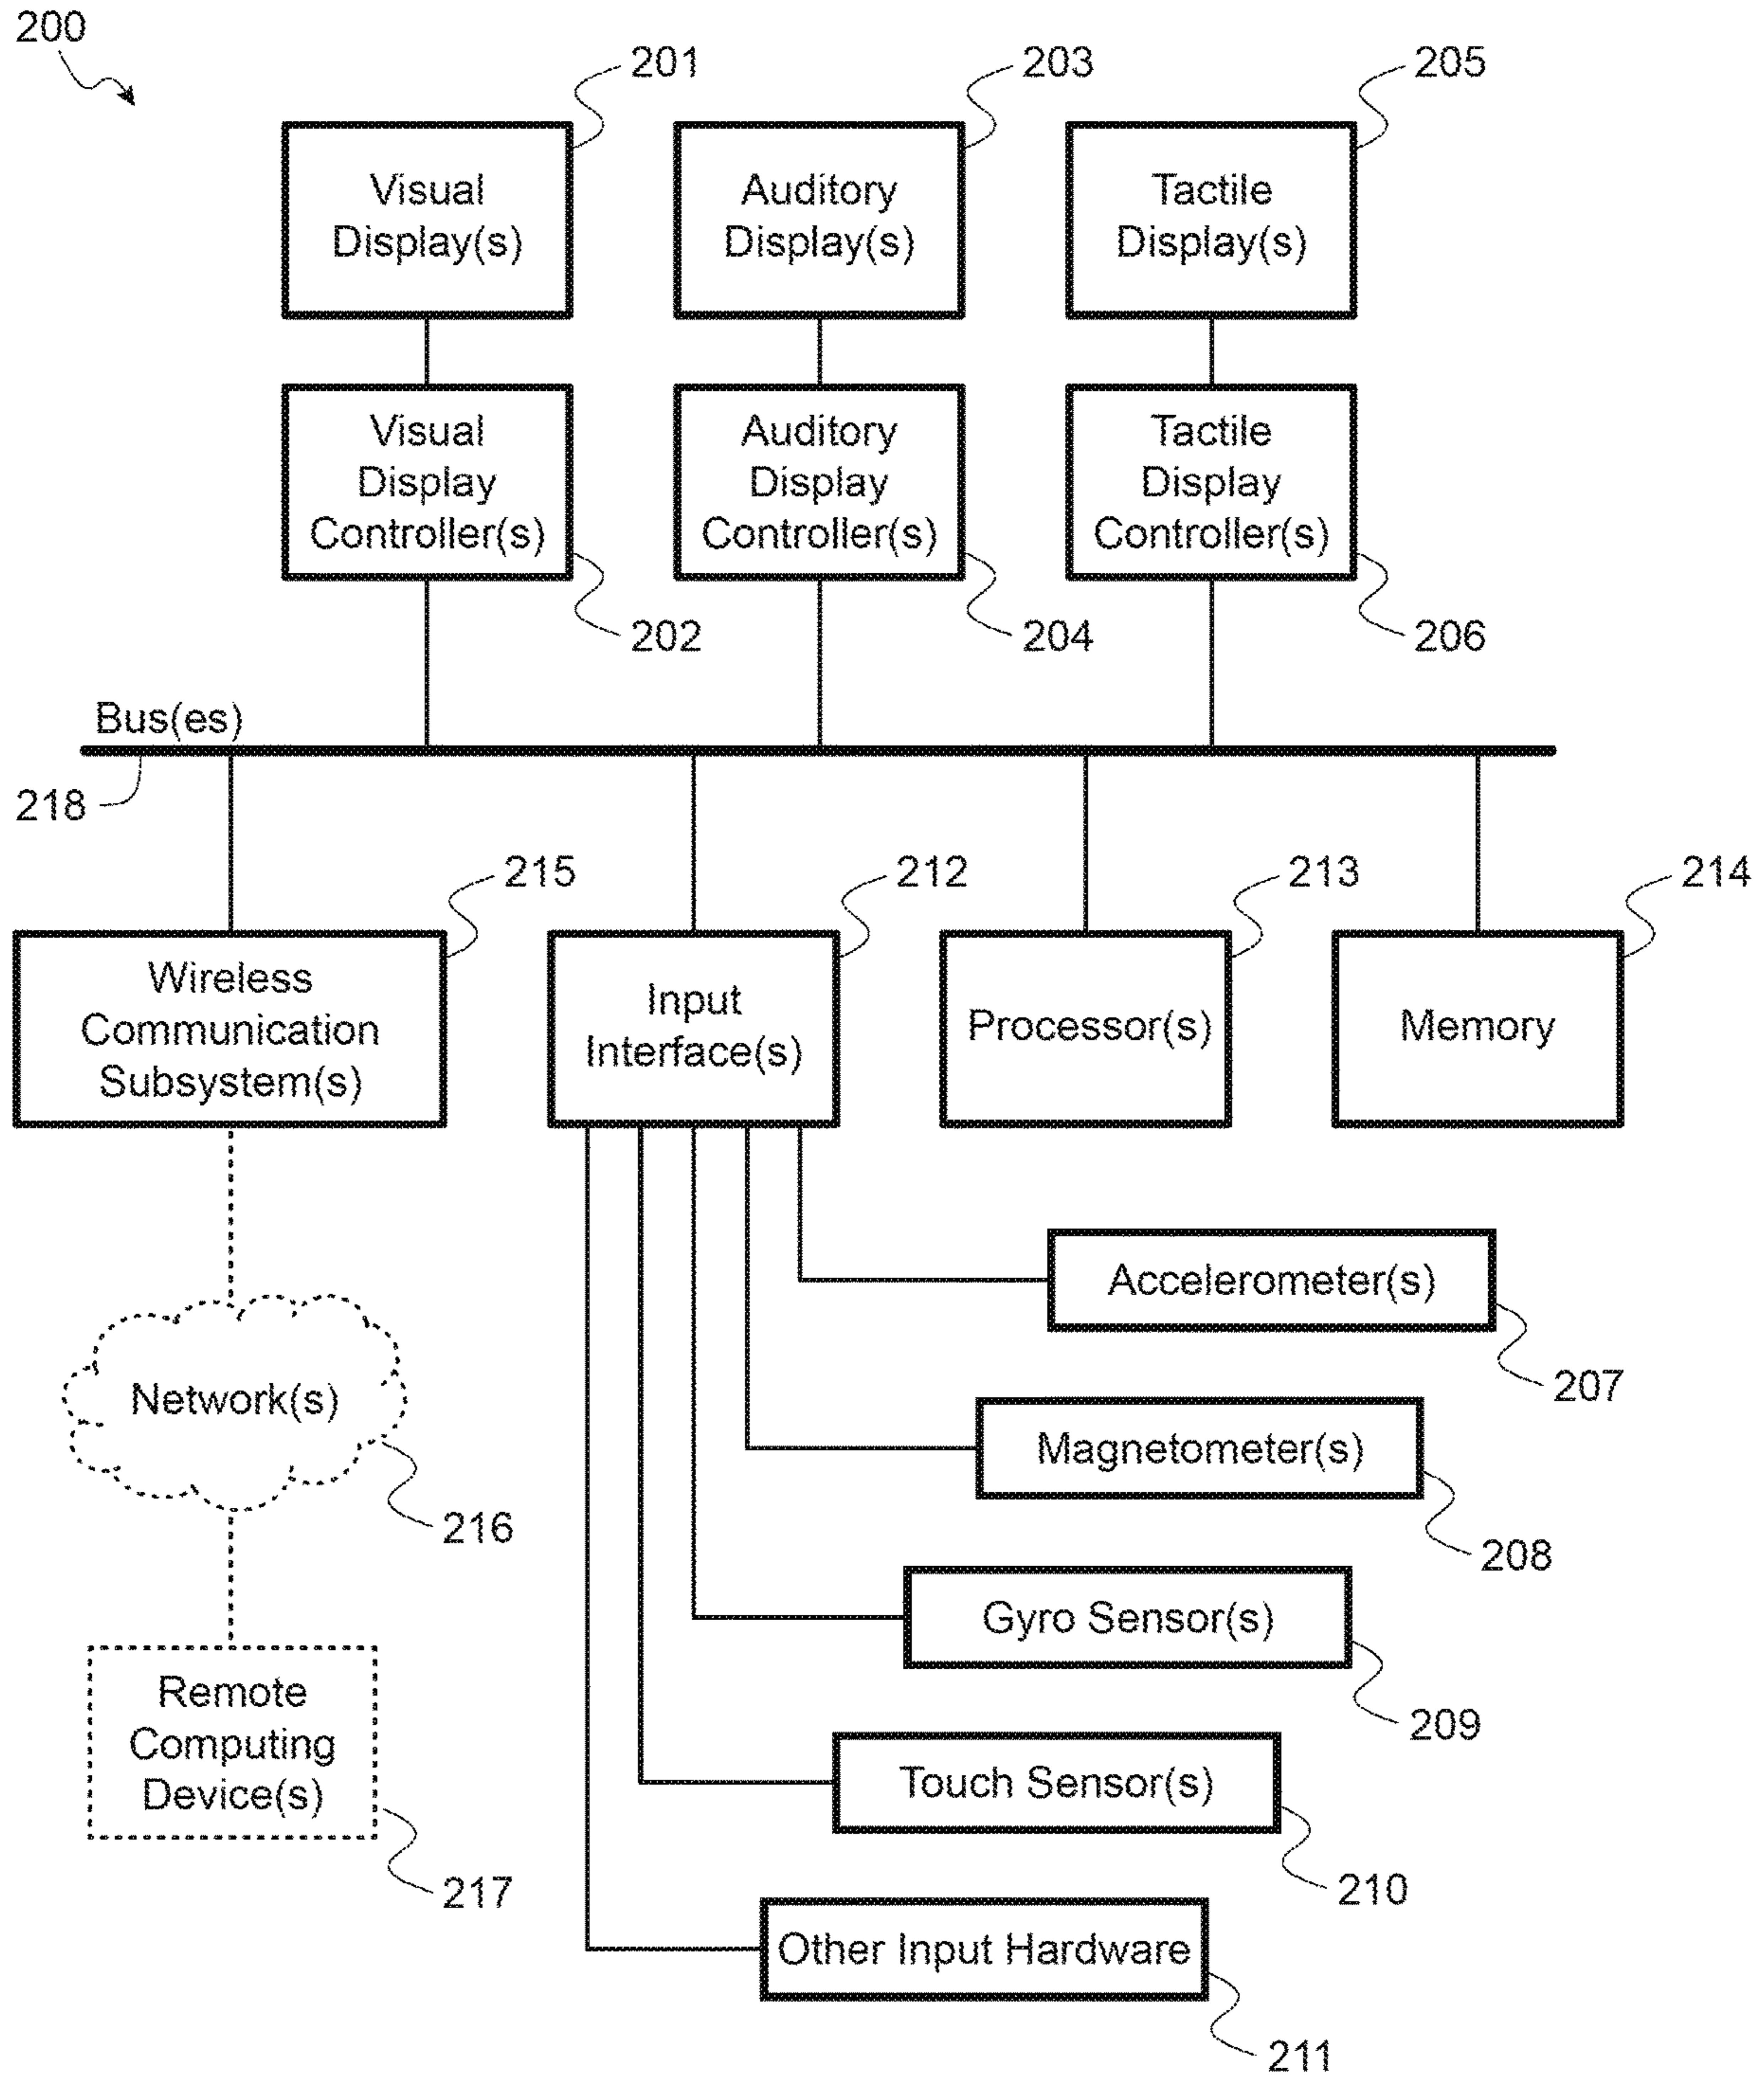 200
201
203
205
Visual
Display(s)
Auditory
Display(s)
Tactile
Display(s)
Visual
Display
Controller(s)
Auditory
Display
Controller(s)
Tactile
Display
Controller(s)
202
204
206
Bus(es)
218
215
212
213
214
Wireless
Communication
Subsystem(s)
Input
Interface(s)
Processor(s)
Memory
Accelerometer(s)
207
Network(s)
216
Magnetometer(s)
208
Gyro Sensor(s)
209
Remote
Computing
Device(s)
217
Touch Sensor(s)
210
Other Input Hardware
211